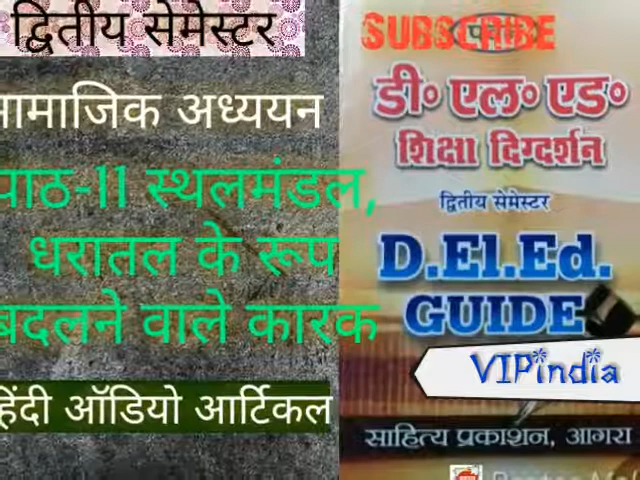 द्वितीय सेमेस्टर
सामाजिक अध्ययन
पाठ-11 स्थलमंडल,
धरातल के रूप
बदलने वाले कारक
हिंदी ऑडियो आर्टिकल
SUBSCRIBE
डी॰ एल॰ एड॰
शिक्षा दिग्दर्शन
द्वितीय सेमेस्टर
D.El.Ed.
GUIDE
VIPindia
साहित्य प्रकाशन, आगरा